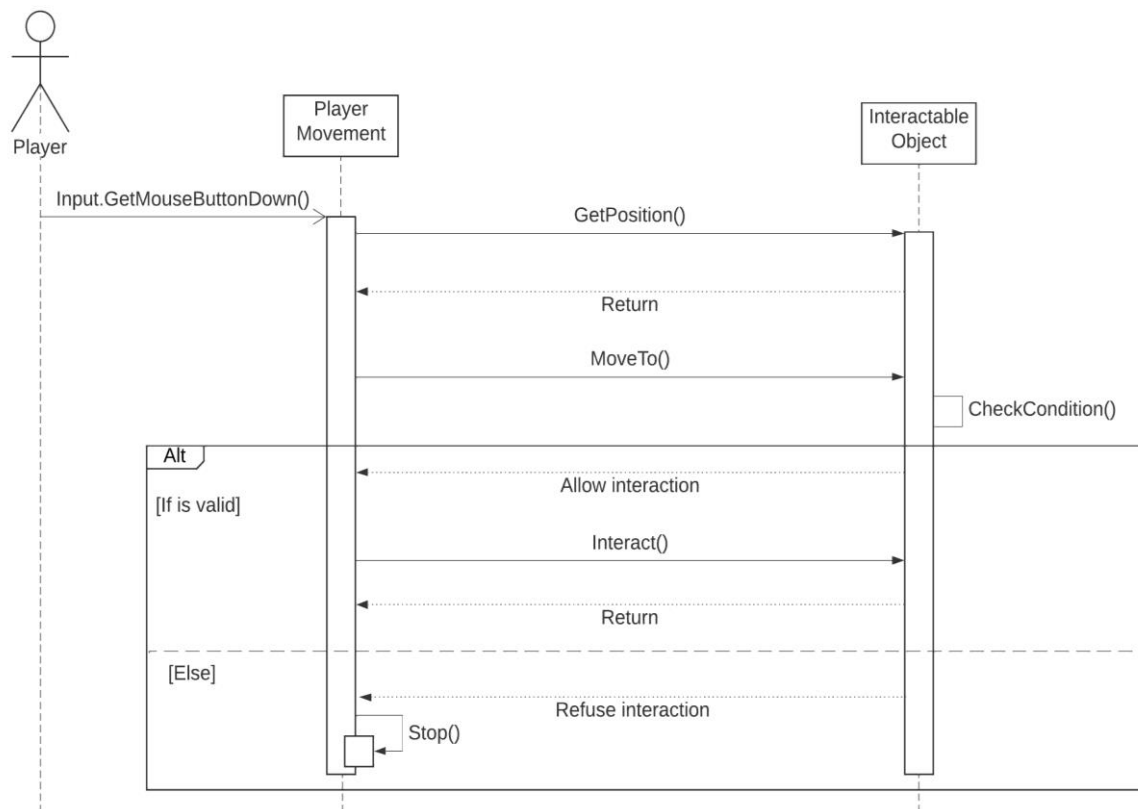 Player
Player
Movement
Interactable
Object
Input.GetMouseButtonDown()
GetPosition()
Return
MoveTo()
CheckCondition()
Alt
Allow interaction
[If is valid]
Interact()
Return
[Else]
Refuse interaction
Stop()